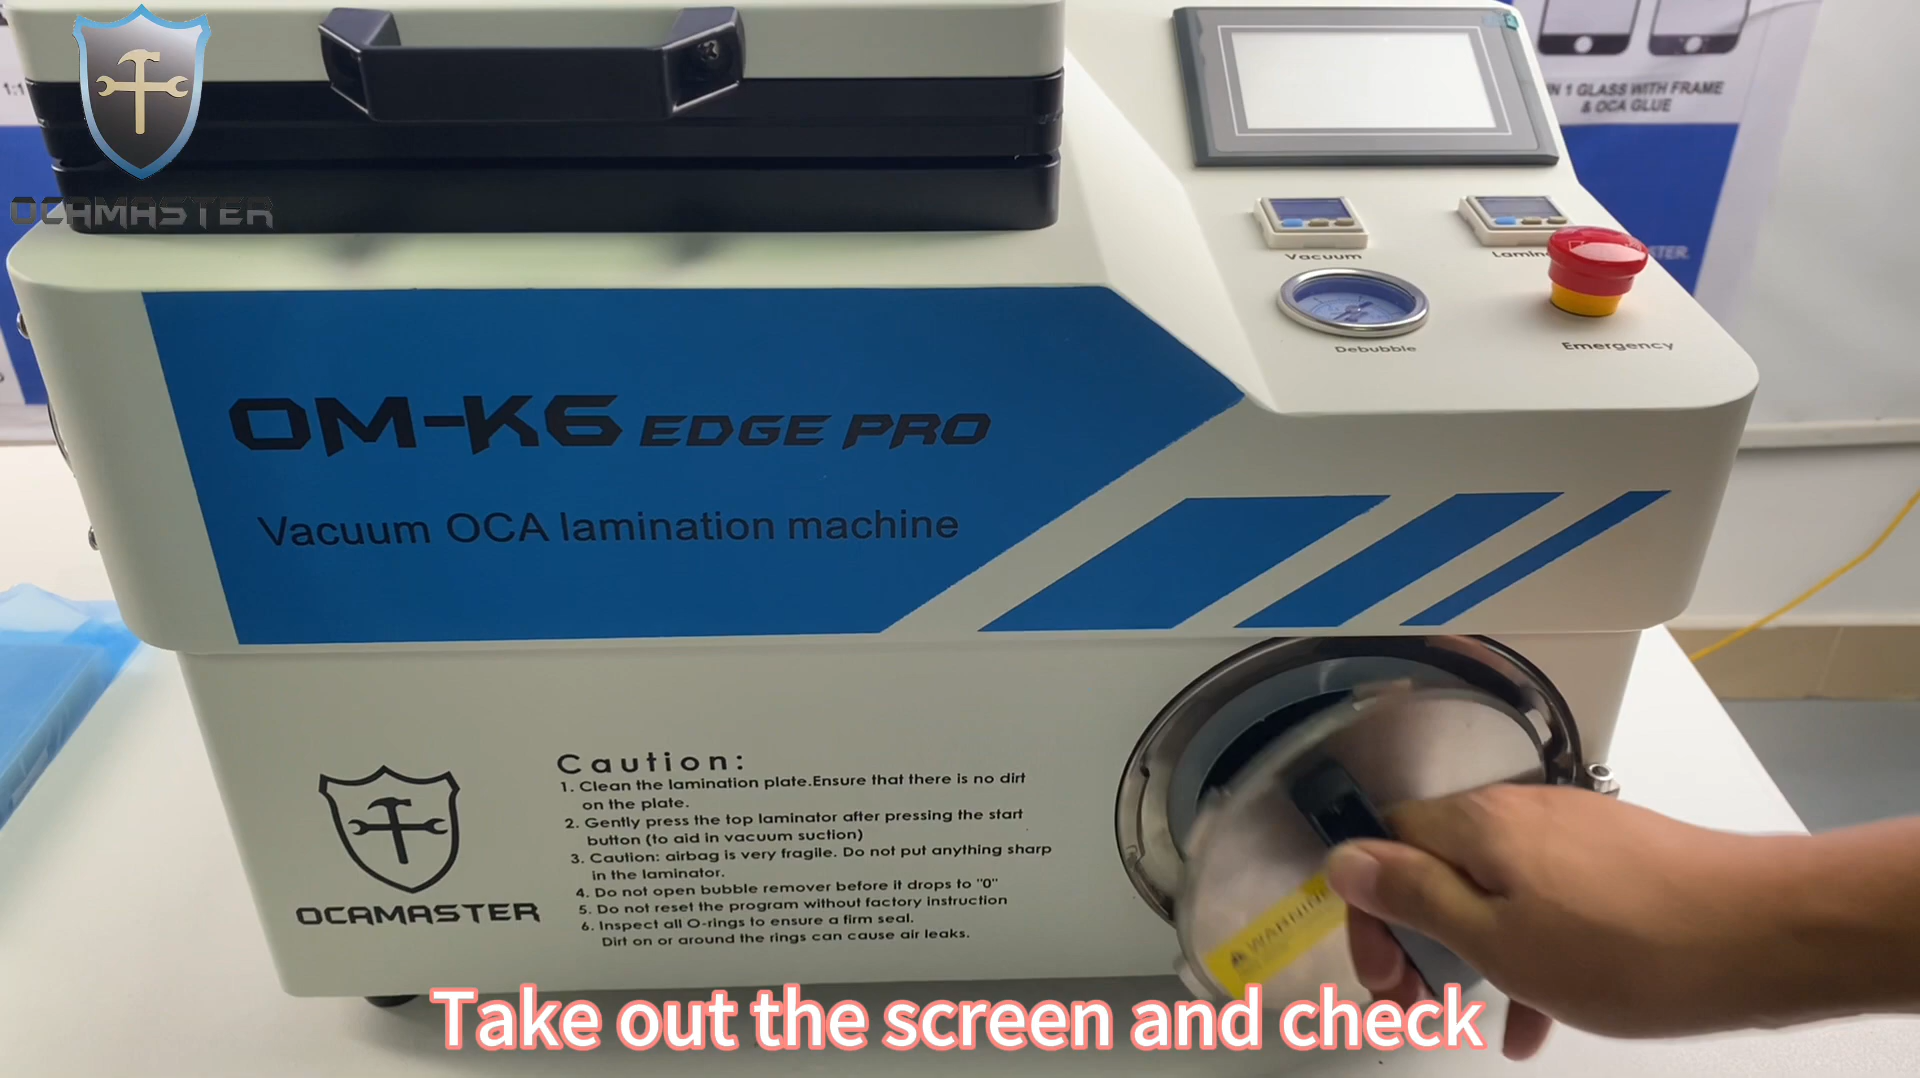 OCAMASTER
IN 1 GLASS WITH FRAME
& OCA GLUE
Vacuum
Debubble
Emergency
OM-K6 EDGE PRO
Vacuum OCA lamination machine
OCAMASTER
Caution:
1. Clean the lamination plate.Ensure that there is no dirt
on the plate.
2. Gently press the top laminator after pressing the start
button (to aid in vacuum suction)
3. Caution: airbag is very fragile. Do not put anything sharp
in the laminator.
4. Do not open bubble remover before it drops to "0"
5. Do not reset the program without factory instruction
6. Inspect all O-rings to ensure a firm seal.
Dirt on or around the rings can cause air leaks.
WARNING
Take out the screen and check